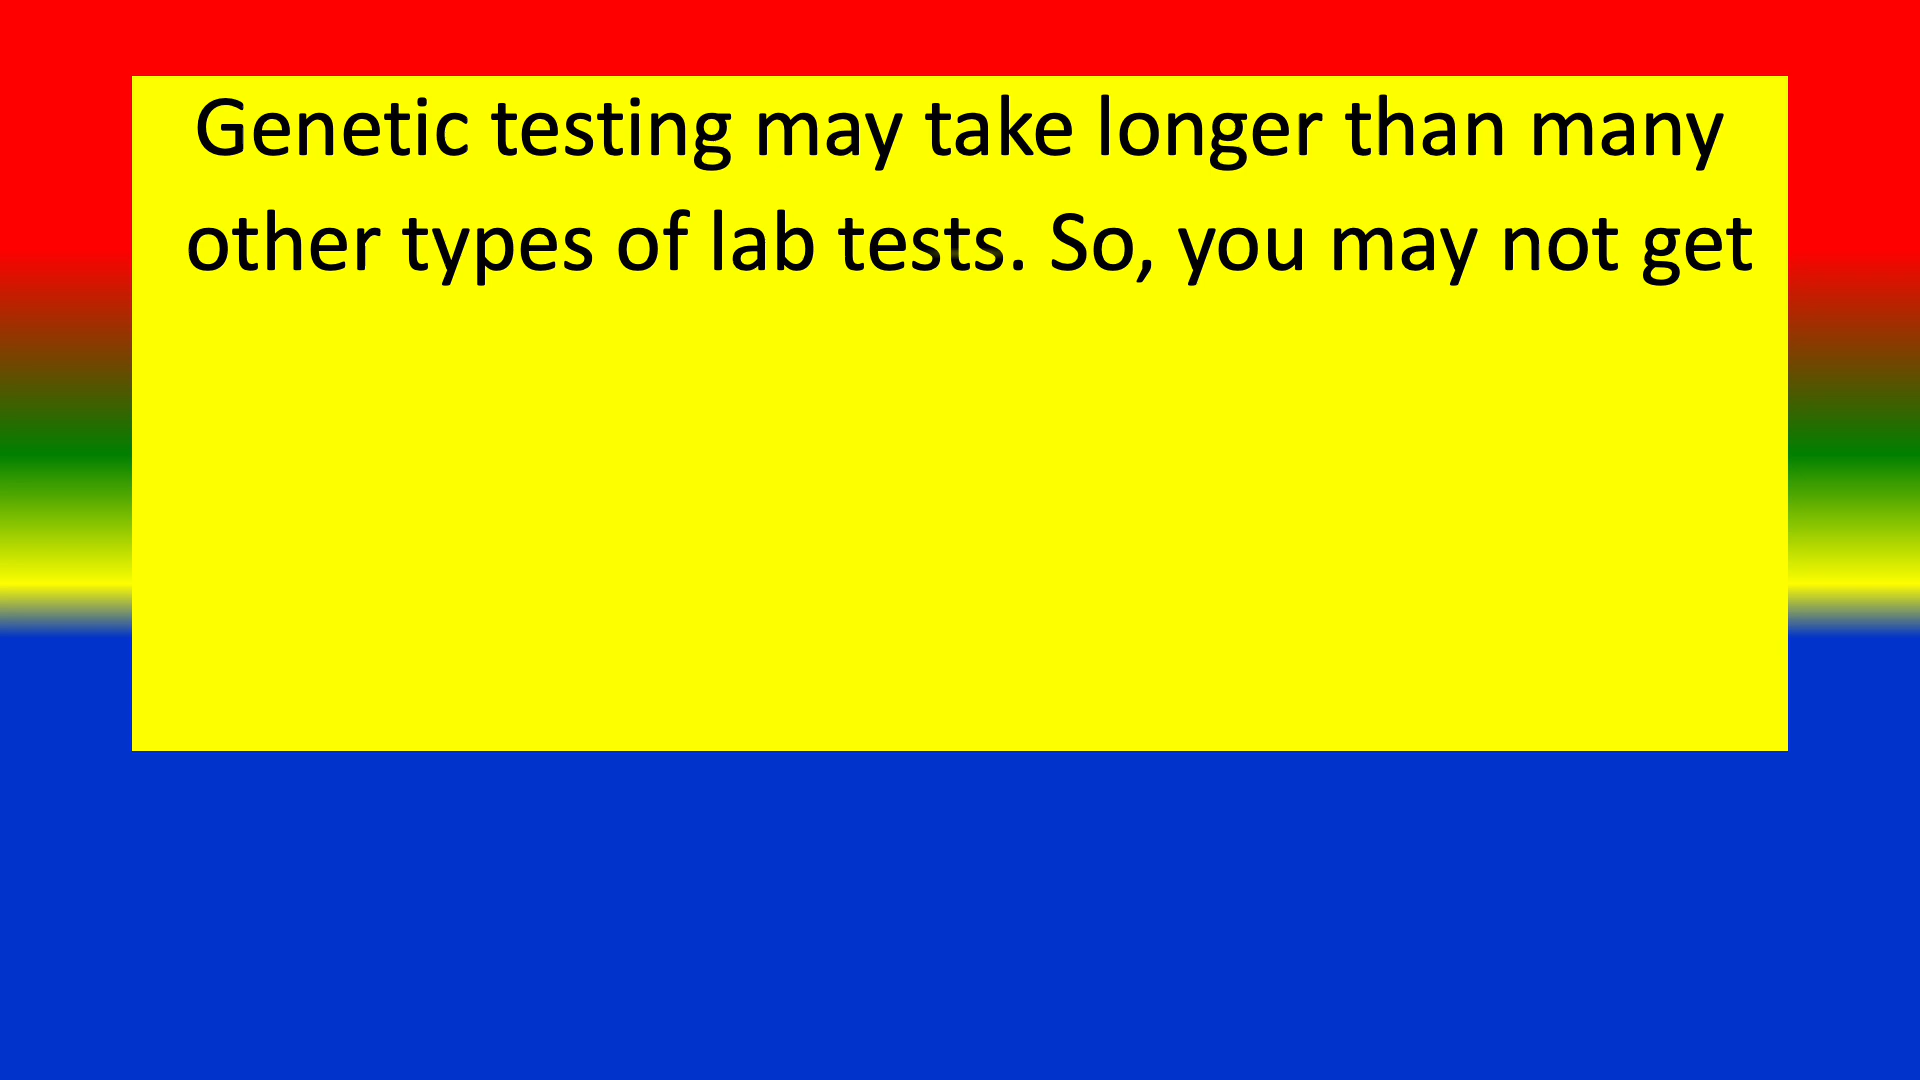 Genetic testing may take longer than many
other types of lab tests. So, you may not get